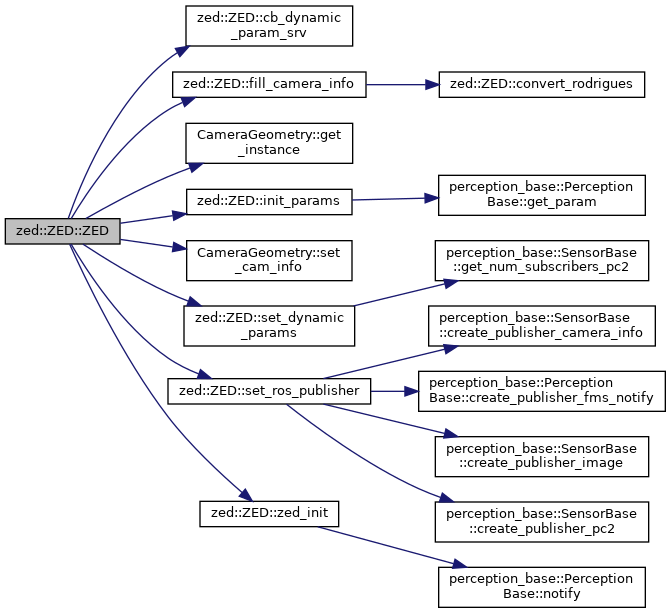 zed::ZED::cb_dynamic
_param_srv
zed::ZED::fill_camera_info
zed::ZED::convert_rodrigues
CameraGeometry::get
_instance
zed::ZED::init_params
perception_base::Perception
Base::get_param
zed::ZED::ZED
CameraGeometry::set
_cam_info
perception_base::SensorBase
::get_num_subscribers_pc2
zed::ZED::set_dynamic
_params
perception_base::SensorBase
::create_publisher_camera_info
zed::ZED::set_ros_publisher
perception_base::Perception
Base::create_publisher_fms_notify
perception_base::SensorBase
::create_publisher_image
zed::ZED::zed_init
perception_base::SensorBase
::create_publisher_pc2
perception_base::Perception
Base::notify